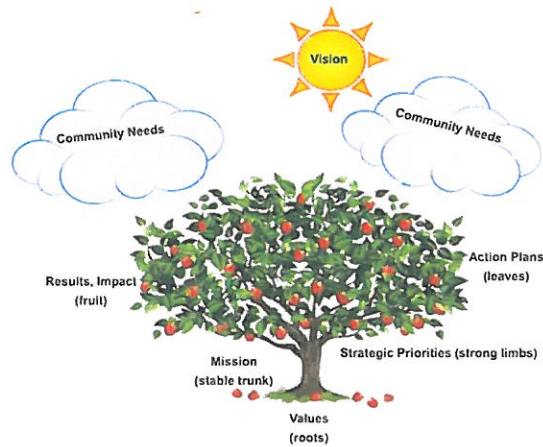 Vision
Community Needs
Community Needs
Action Plans
(leaves)
Results, Impact
(fruit)
Strategic Priorities (strong limbs)
Mission
(stable trunk)
Values
(roots)